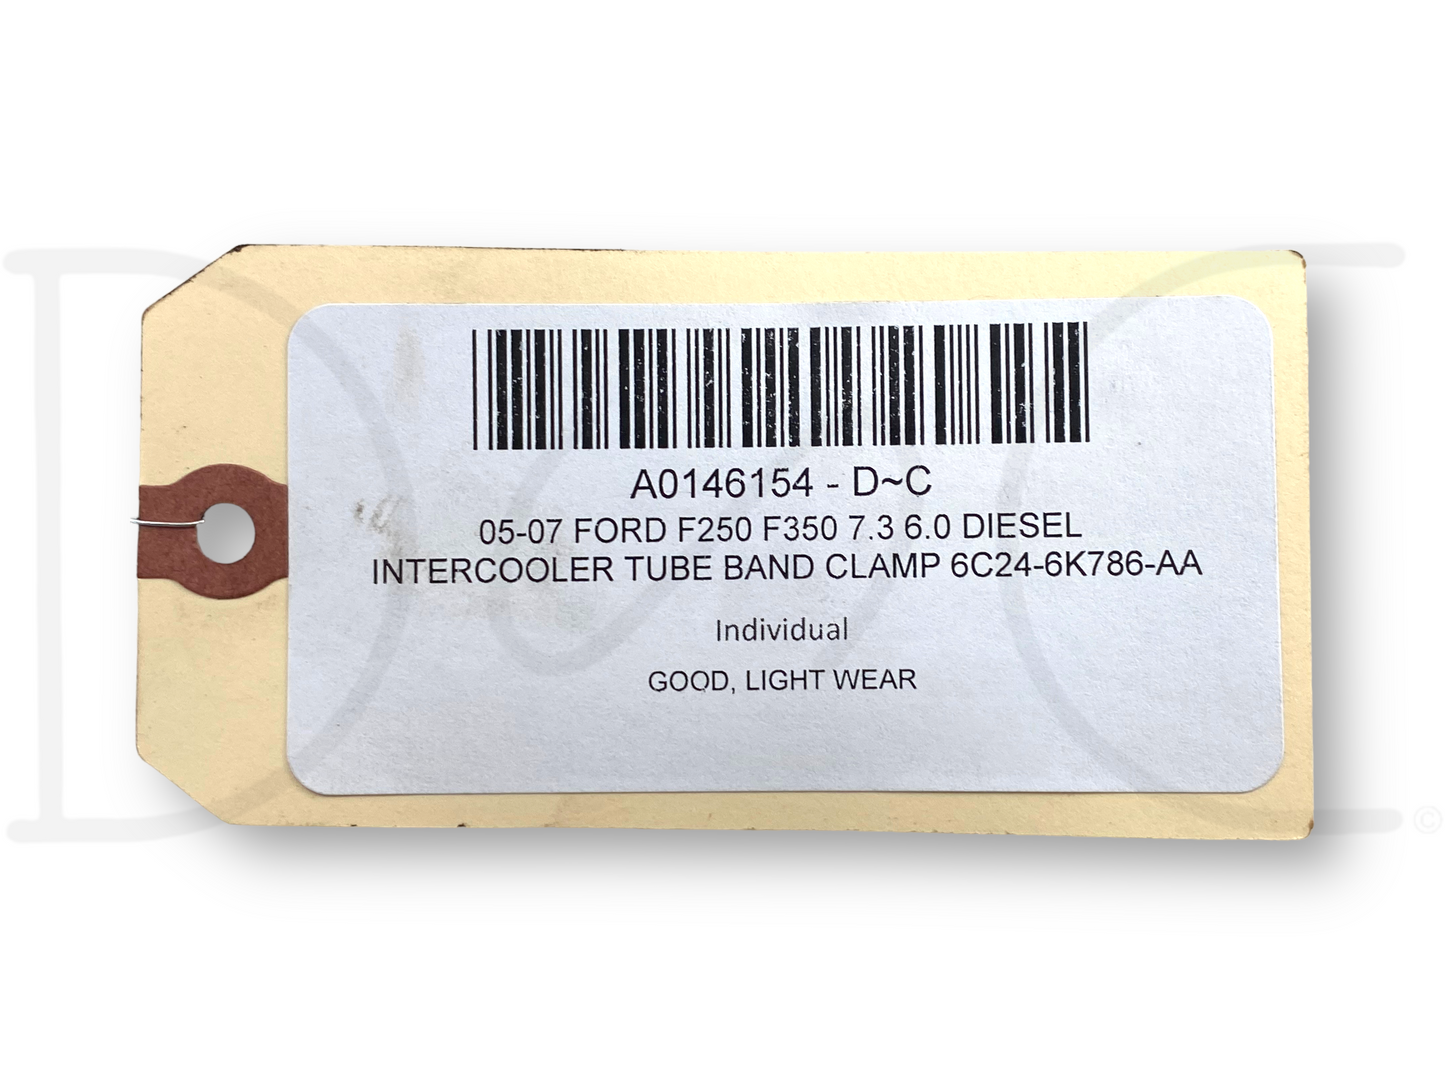 A0146154 - D~C
05-07 FORD F250 F350 7.3 6.0 DIESEL
INTERCOOLER TUBE BAND CLAMP 6C24-6K786-AA
Individual
GOOD, LIGHT WEAR
©